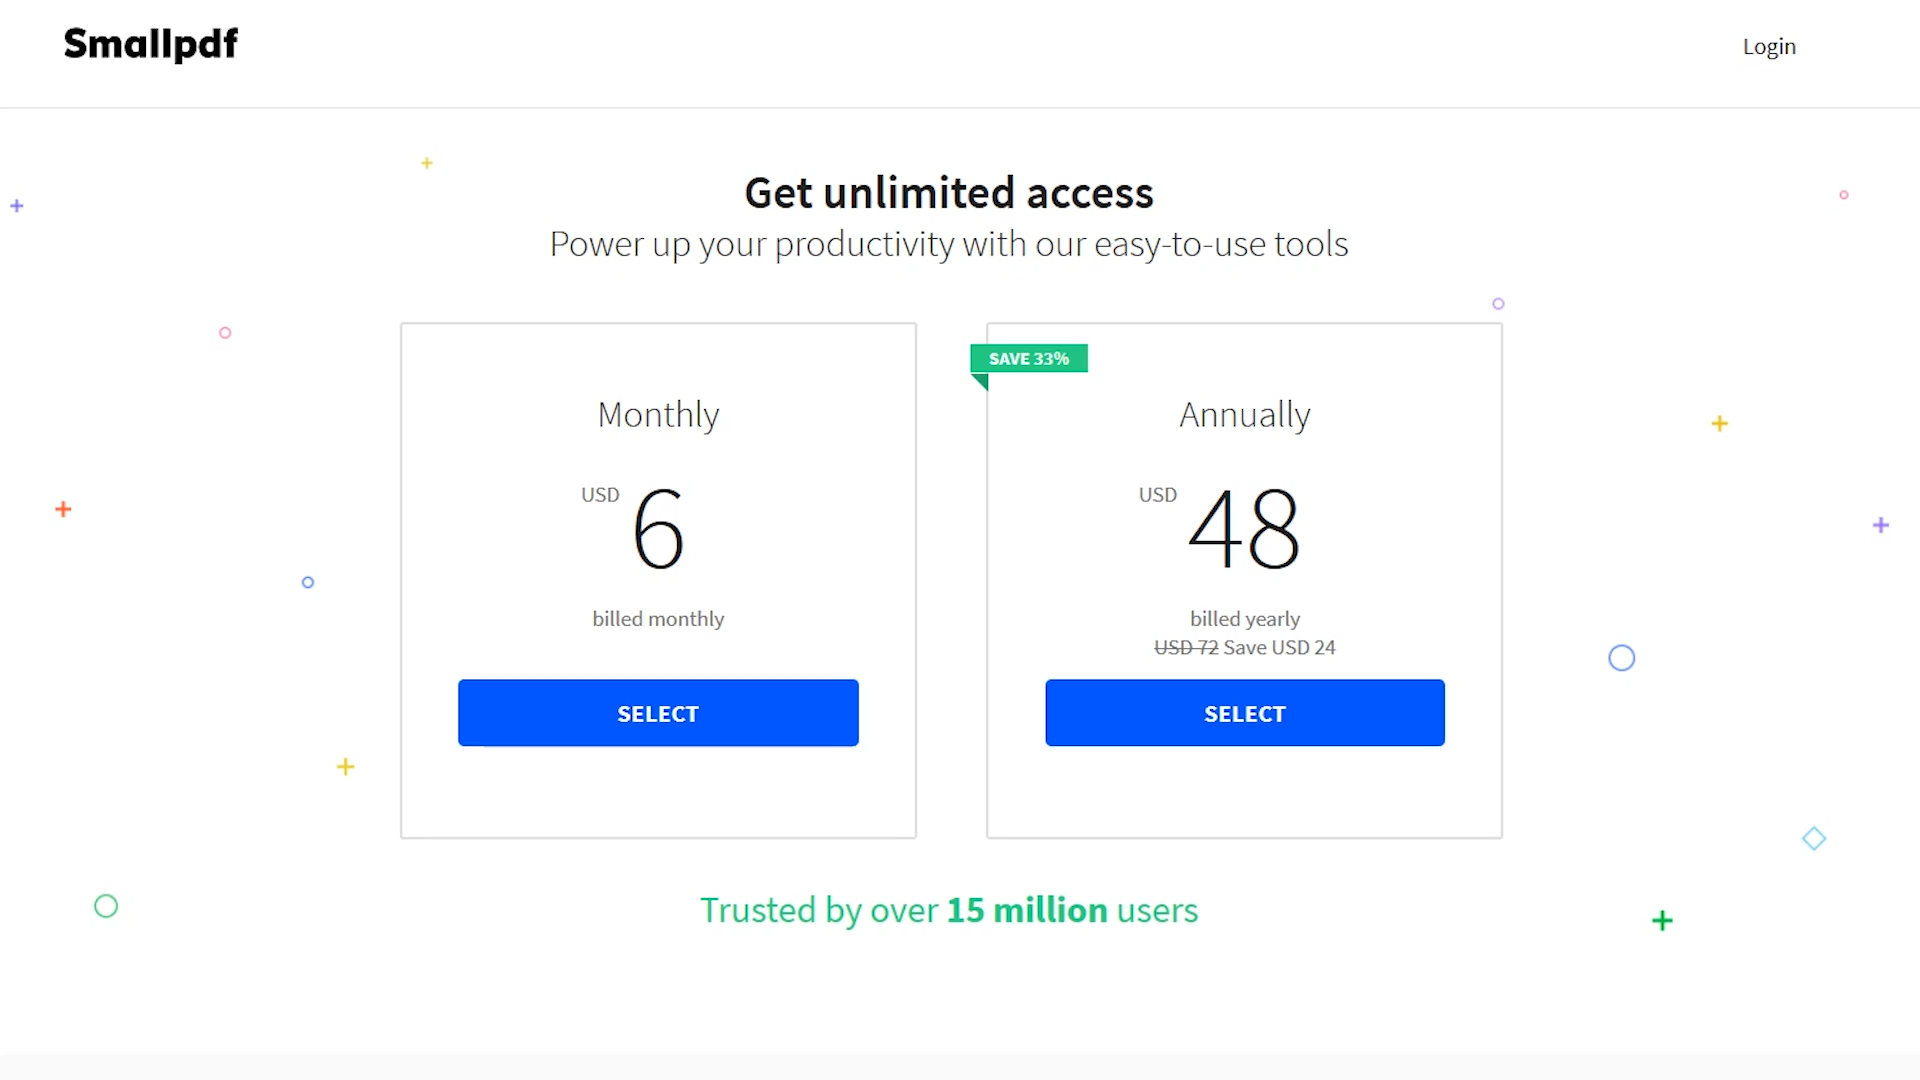 Smallpdf
Login
Get unlimited access
Power up your productivity with our easy-to-use tools
Monthly
USD 6
billed monthly
SELECT
SAVE 33%
Annually
USD 48
billed yearly
USD 72 Save USD 24
SELECT
Trusted by over 15 million users